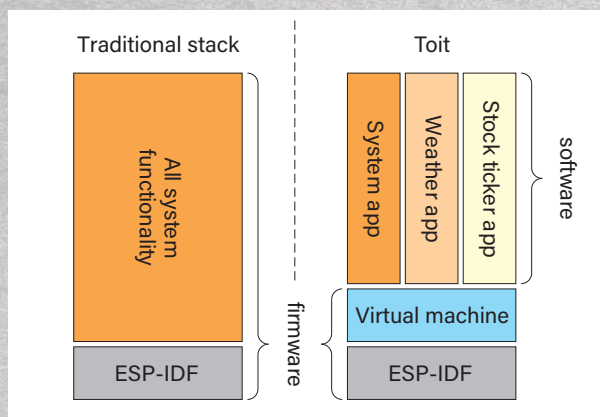 Traditional stack
All system
functionality
ESP-IDF
firmware
Toit
System app
Weather app
Stock ticker app
software
Virtual machine
ESP-IDF